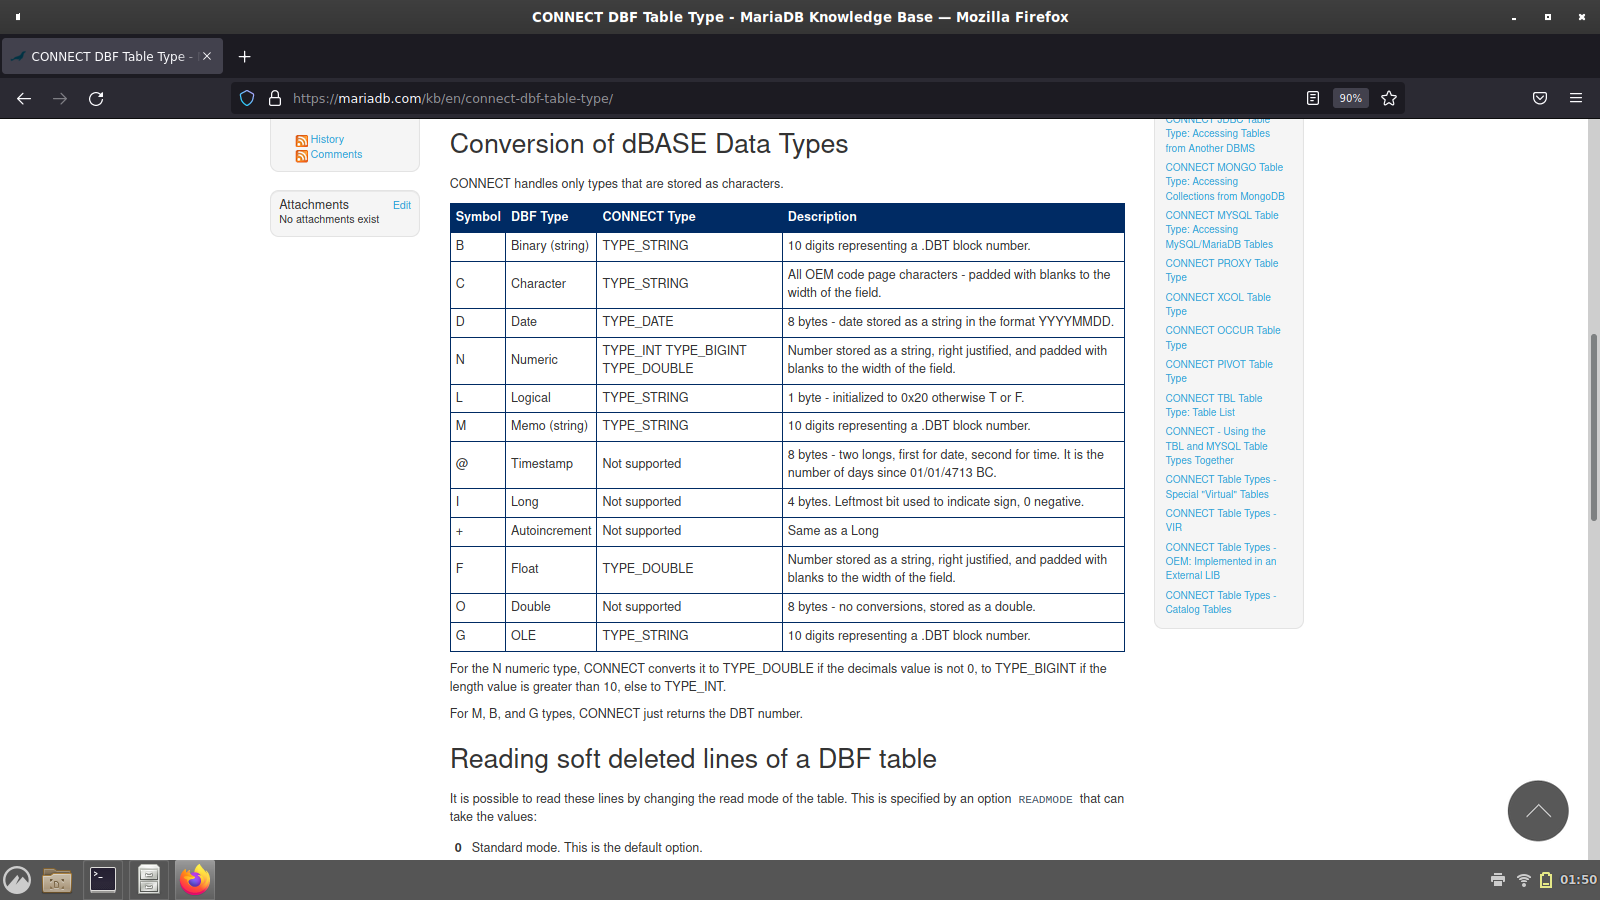 CONNECT DBF Table Type - MariaDB Knowledge Base — Mozilla Firefox
CONNECT DBF Table Type -
https://mariadb.com/kb/en/connect-dbf-table-type/
90%
History
Comments
Attachments Edit
No attachments exist
Conversion of dBASE Data Types
CONNECT handles only types that are stored as characters.
Symbol DBF Type CONNECT Type Description
B Binary (string) TYPE_STRING 10 digits representing a .DBT block number.
C Character TYPE_STRING All OEM code page characters - padded with blanks to the
width of the field.
D Date TYPE_DATE 8 bytes - date stored as a string in the format YYYYMMDD.
N Numeric TYPE_INT TYPE_BIGINT Number stored as a string, right justified, and padded with
TYPE_DOUBLE blanks to the width of the field.
L Logical TYPE_STRING 1 byte - initialized to 0x20 otherwise T or F.
M Memo (string) TYPE_STRING 10 digits representing a .DBT block number.
@ Timestamp Not supported 8 bytes - two longs, first for date, second for time. It is the
number of days since 01/01/4713 BC.
I Long Not supported 4 bytes. Leftmost bit used to indicate sign, 0 negative.
+ Autoincrement Not supported Same as a Long
F Float TYPE_DOUBLE Number stored as a string, right justified, and padded with
blanks to the width of the field.
O Double Not supported 8 bytes - no conversions, stored as a double.
G OLE TYPE_STRING 10 digits representing a .DBT block number.
For the N numeric type, CONNECT converts it to TYPE_DOUBLE if the decimals value is not 0, to TYPE_BIGINT if the
length value is greater than 10, else to TYPE_INT.
For M, B, and G types, CONNECT just returns the DBT number.
Reading soft deleted lines of a DBF table
It is possible to read these lines by changing the read mode of the table. This is specified by an option READMODE that can
take the values:
0 Standard mode. This is the default option.
CONNECT JDBC Table
Type: Accessing Tables
from Another DBMS
CONNECT MONGO Table
Type: Accessing
Collections from MongoDB
CONNECT MYSQL Table
Type: Accessing
MySQL/MariaDB Tables
CONNECT PROXY Table
Type
CONNECT XCOL Table
Type
CONNECT OCCUR Table
Type
CONNECT PIVOT Table
Type
CONNECT TBL Table
Type: Table List
CONNECT - Using the
TBL and MYSQL Table
Types Together
CONNECT Table Types -
Special "Virtual" Tables
CONNECT Table Types -
VIR
CONNECT Table Types -
OEM: Implemented in an
External LIB
CONNECT Table Types -
Catalog Tables
01:50